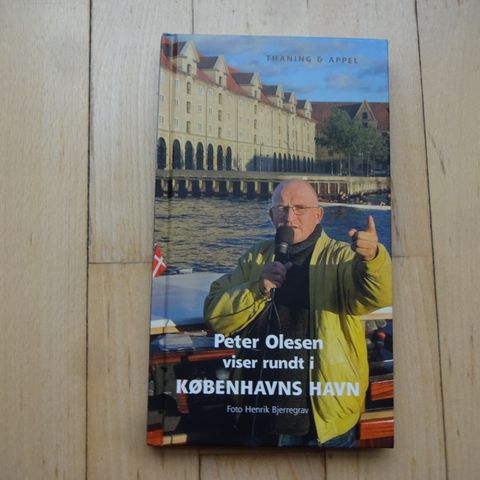 THANING & APPEL
Peter Olesen
viser rundt i
KØBENHAVNS HAVN
Foto Henrik Bjerregrav